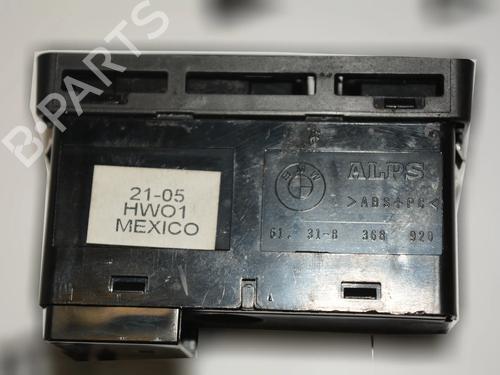 B-PARTS
21-05
HW01
MEXICO
BMW
ALPS
>ABS+PC<
61. 31-8 368 920